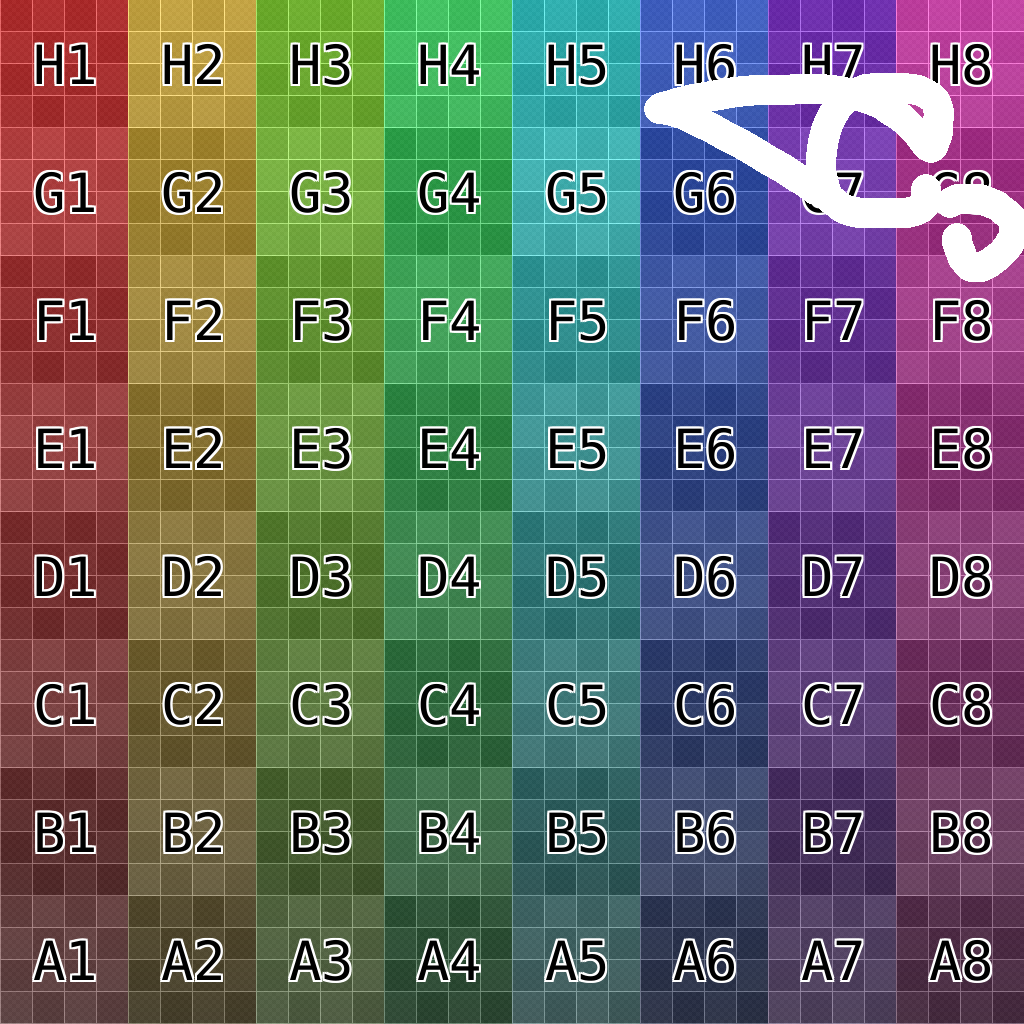 H1 H2 H3 H4 H5 H6 H7 H8
G1 G2 G3 G4 G5 G6
F1 F2 F3 F4 F5 F6 F7 F8
E1 E2 E3 E4 E5 E6 E7 E8
D1 D2 D3 D4 D5 D6 D7 D8
C1 C2 C3 C4 C5 C6 C7 C8
B1 B2 B3 B4 B5 B6 B7 B8
A1 A2 A3 A4 A5 A6 A7 A8